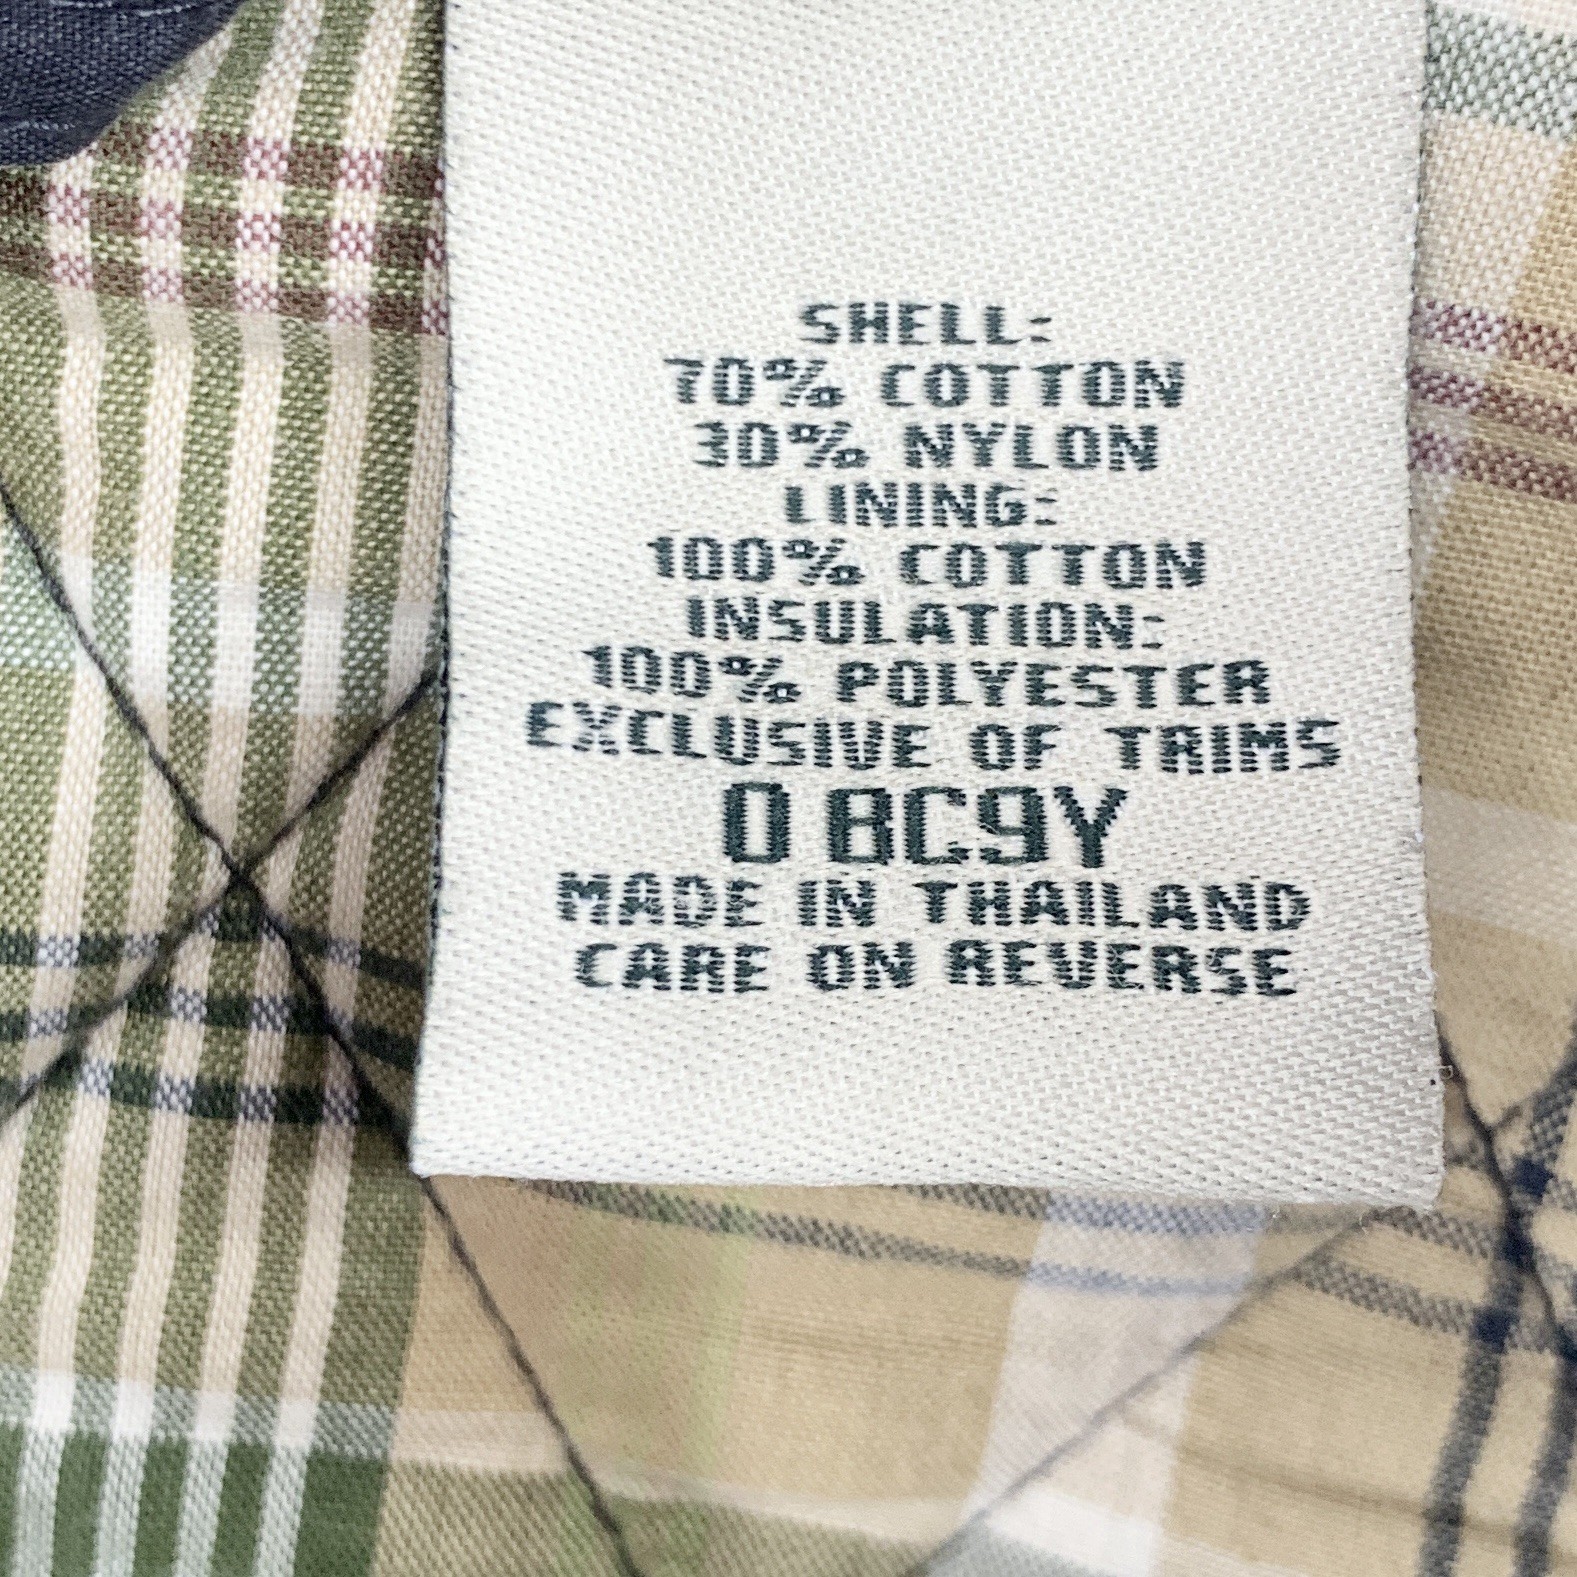 SHELL:
70% COTTON
30% NYLON
LINING:
100% COTTON
INSULATION:
100% POLYESTER
EXCLUSIVE OF TRIMS
0 8C9Y
MADE IN THAILAND
CARE ON REVERSE